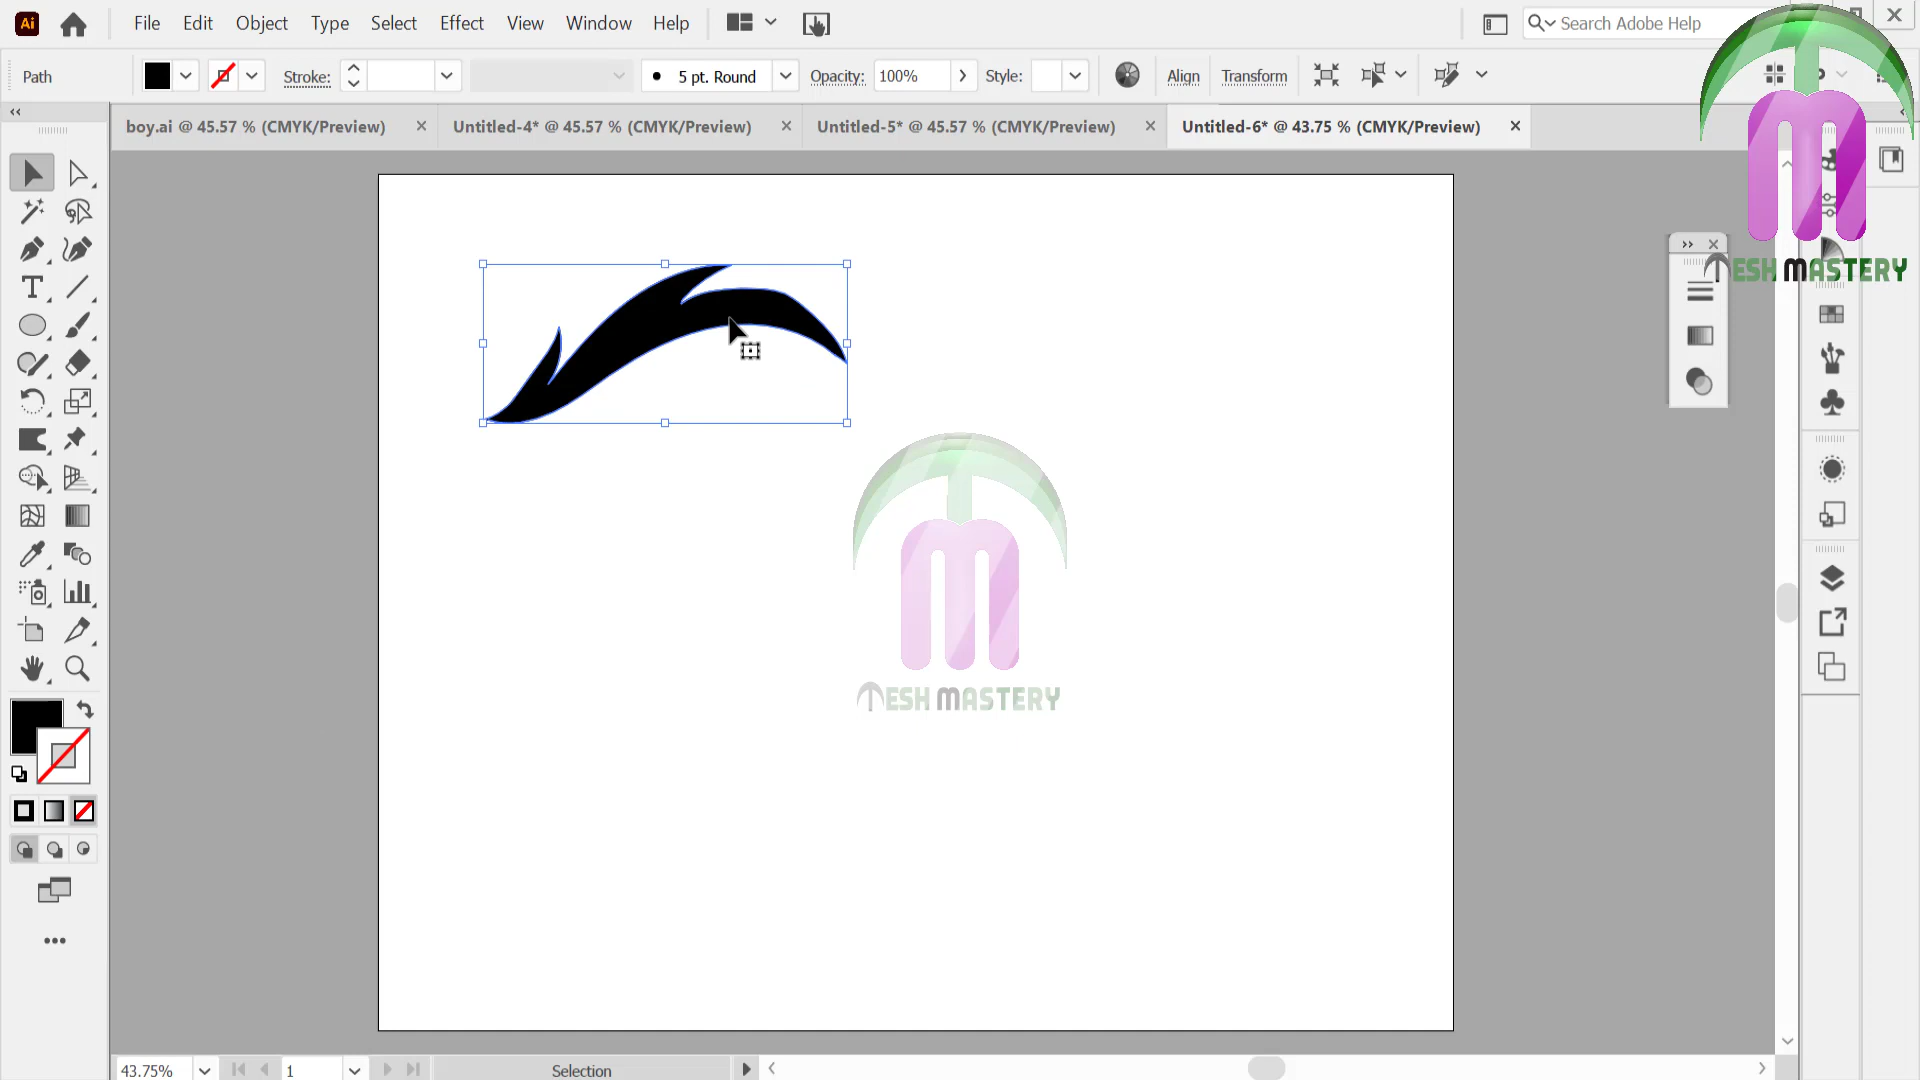 Ai File Edit Object Type Select Effect View Window Help Search Adobe Help
Path Stroke: 5 pt. Round Opacity: 100% Style: Align Transform
boy.ai @ 45.57 % (CMYK/Preview) Untitled-4* @ 45.57 % (CMYK/Preview) Untitled-5* @ 45.57 % (CMYK/Preview) Untitled-6* @ 43.75 % (CMYK/Preview)
TESH MASTERY
TESH MASTERY
43.75% 1 Selection